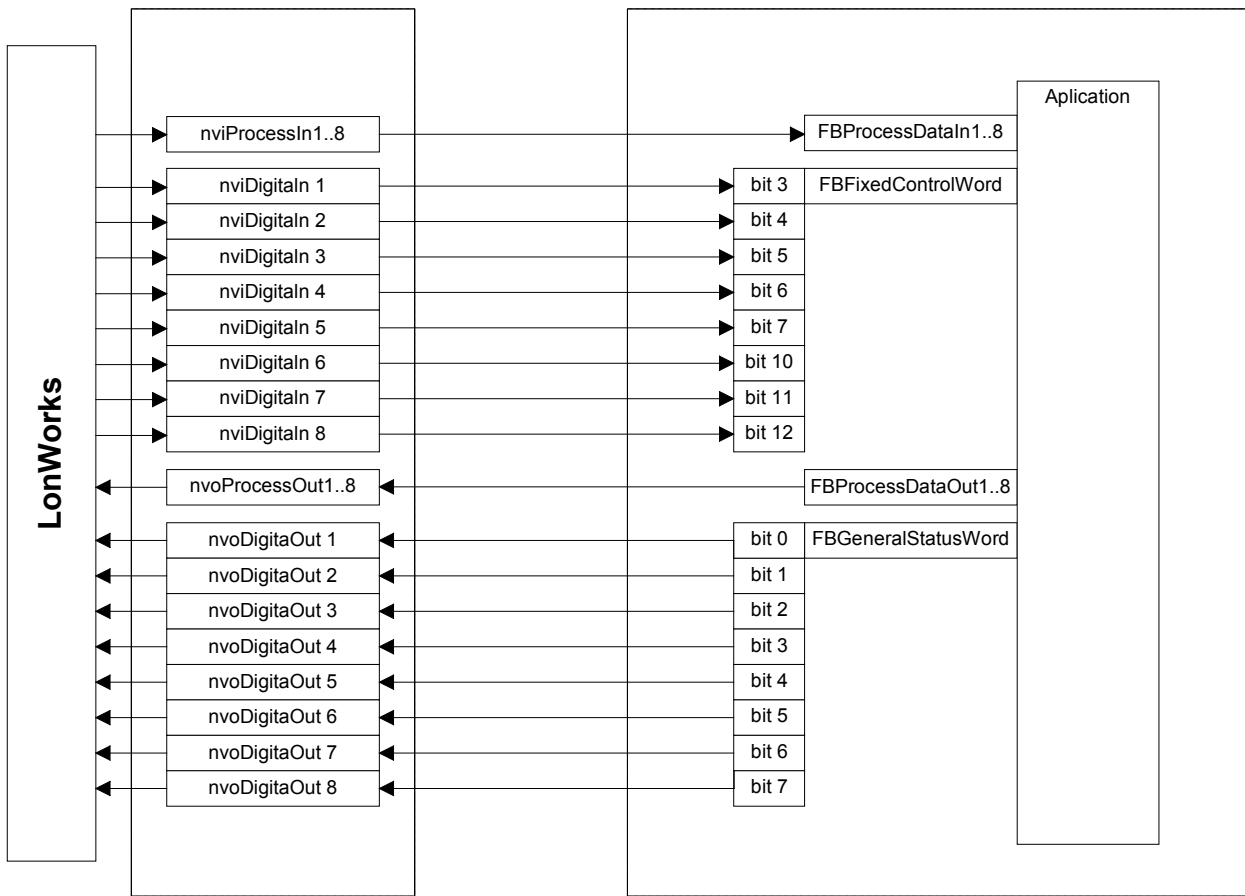 Aplication
nviProcessIn1..8
FBProcessDataIn1..8
nviDigitaIn 1
bit 3
FBFixedControlWord
nviDigitaIn 2
bit 4
nviDigitaIn 3
bit 5
nviDigitaIn 4
bit 6
nviDigitaIn 5
bit 7
nviDigitaIn 6
bit 10
nviDigitaIn 7
bit 11
nviDigitaIn 8
bit 12
LonWorks
nvoProcessOut1..8
FBProcessDataOut1..8
nvoDigitaOut 1
bit 0
FBGeneralStatusWord
nvoDigitaOut 2
bit 1
nvoDigitaOut 3
bit 2
nvoDigitaOut 4
bit 3
nvoDigitaOut 5
bit 4
nvoDigitaOut 6
bit 5
nvoDigitaOut 7
bit 6
nvoDigitaOut 8
bit 7